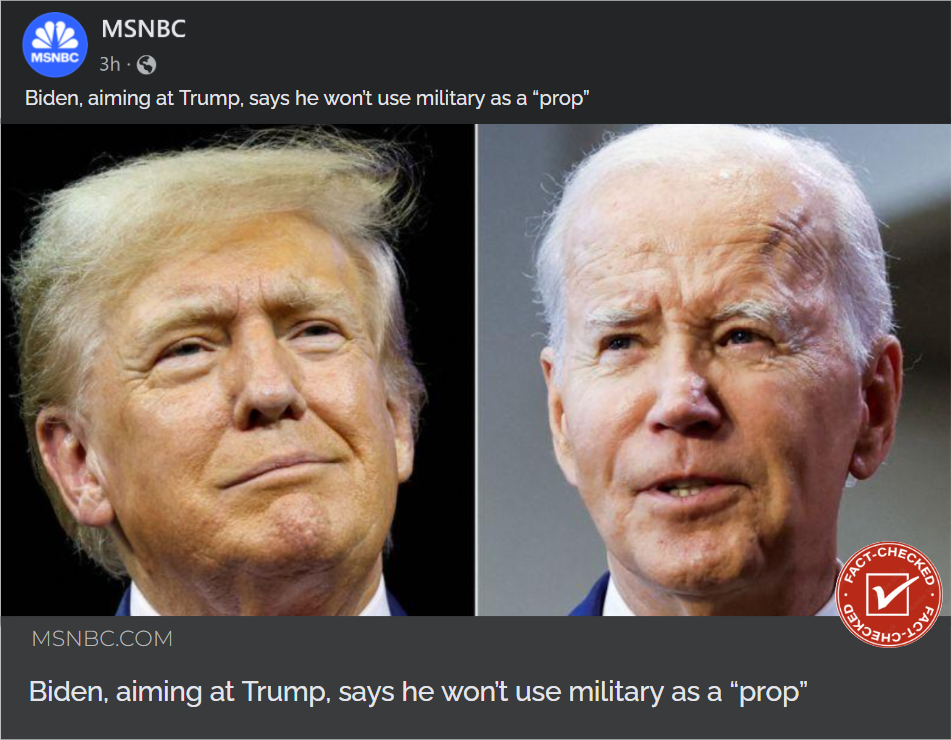 MSNBC
MSNBC
3h ·
Biden, aiming at Trump, says he won’t use military as a “prop”
FACT-CHECKED
FACT-CHECKED
MSNBC.COM
Biden, aiming at Trump, says he won’t use military as a “prop”